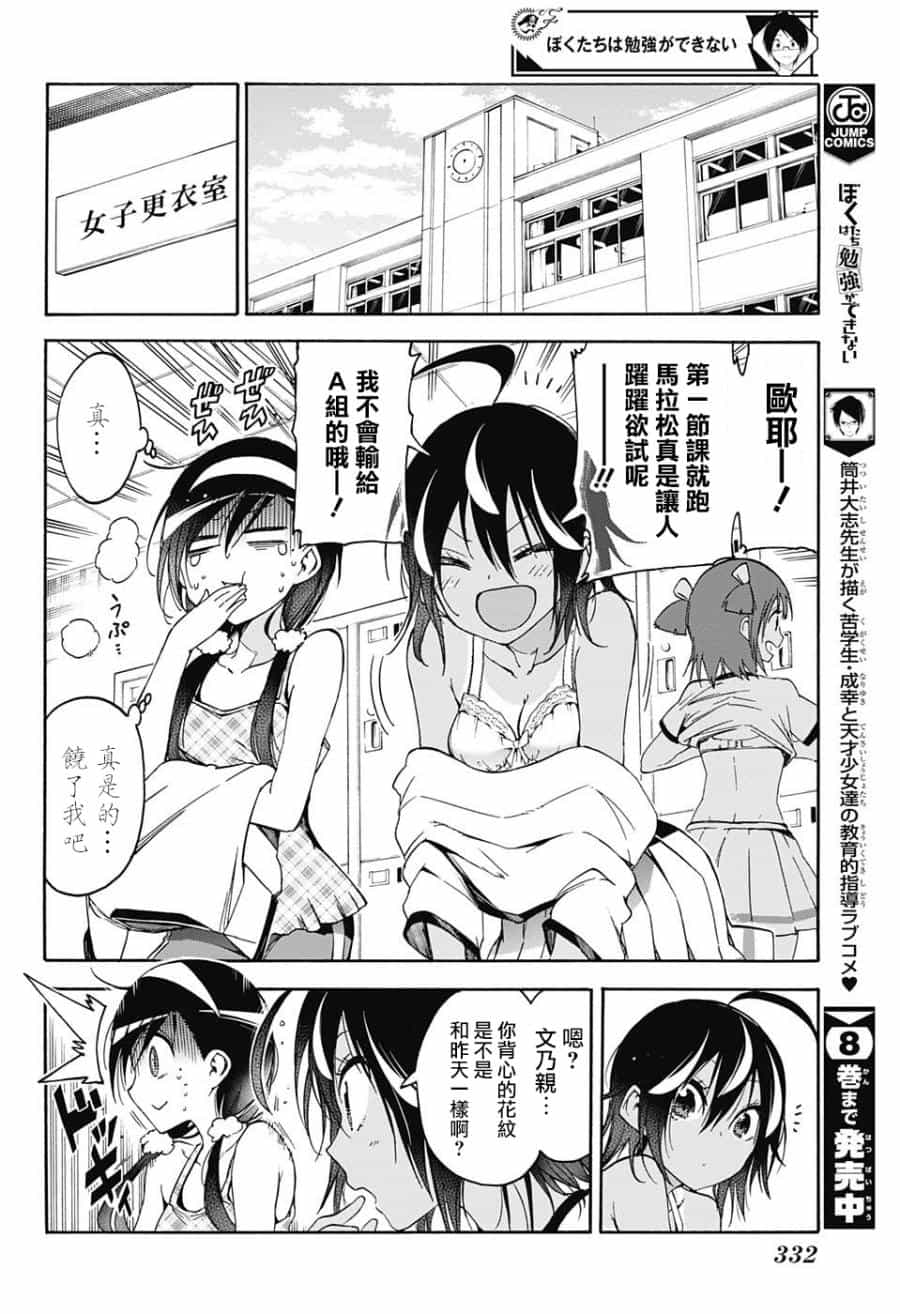 ぼくたちは勉強ができない
女子更衣室
歐耶ー！
第一節課就跑
馬拉松真是讓人
躍躍欲試呢！！
我不會輸給
A組的哦ー！
ぜぇ
ぜぇ
真…
うぷ…
真是的…
饒了我吧
嗯？
文乃親…
你背心的花紋
是不是
和昨天一樣啊？
ドキィ
JUMP
COMICS
ぼくたちは勉強ができない
筒井大志先生が描く苦学生・成幸と天才少女達の教育的指導ラブコメ♥
8巻まで発売中
332